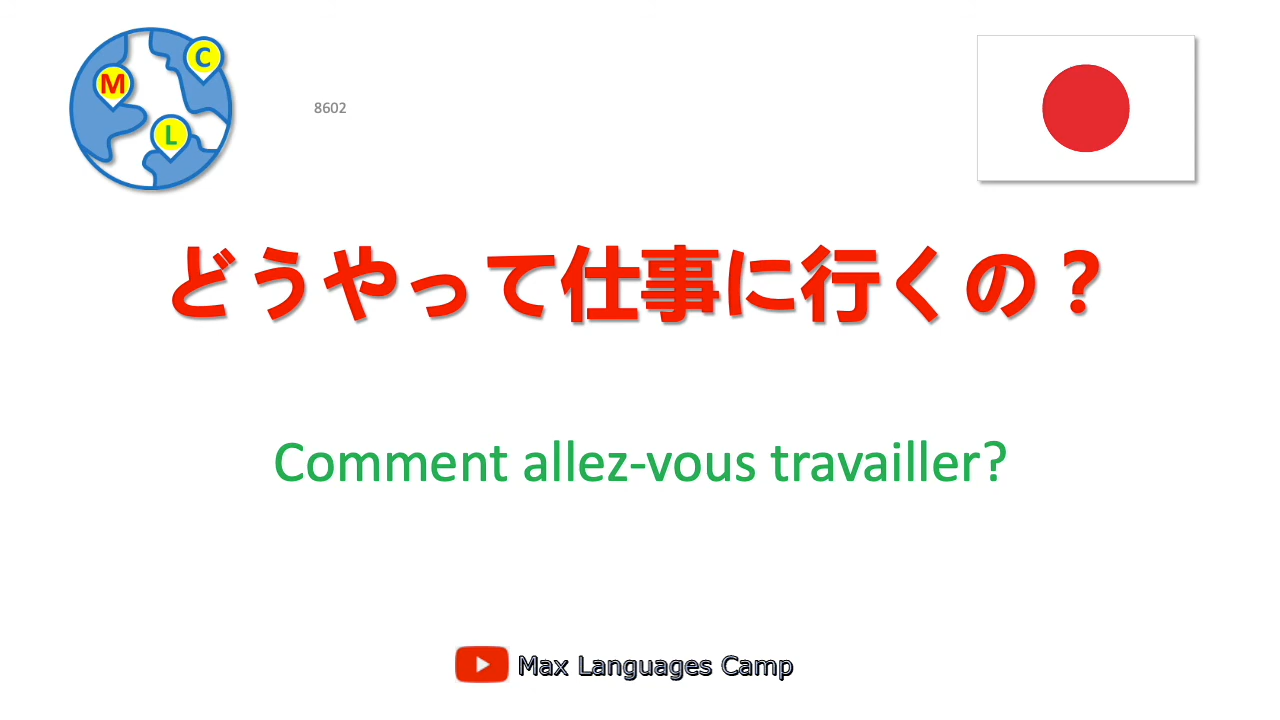 C
M
L
8602
どうやって仕事に行くの？
Comment allez-vous travailler?
Max Languages Camp